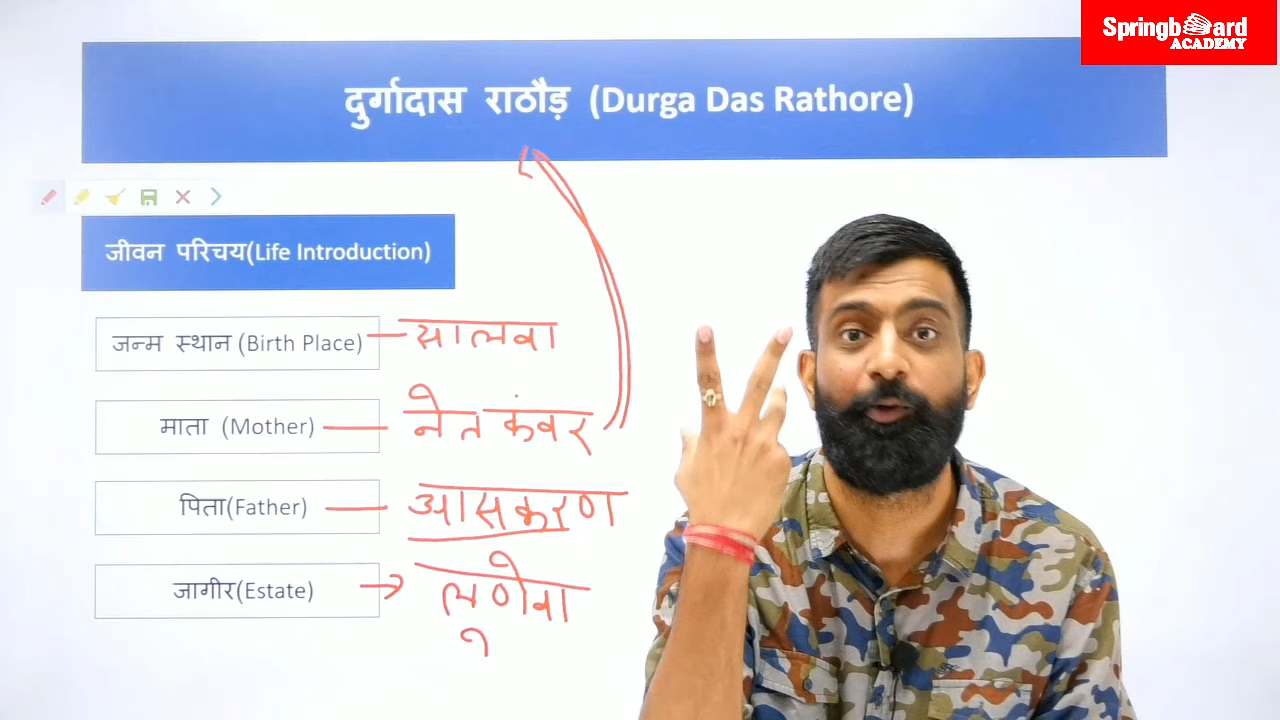 Springboard
ACADEMY
दुर्गादास राठौड़ (Durga Das Rathore)
जीवन परिचय(Life Introduction)
जन्म स्थान (Birth Place) सालवा
माता (Mother) नेत कंवर
पिता(Father) आसकरण
जागीर(Estate) लुणेवा